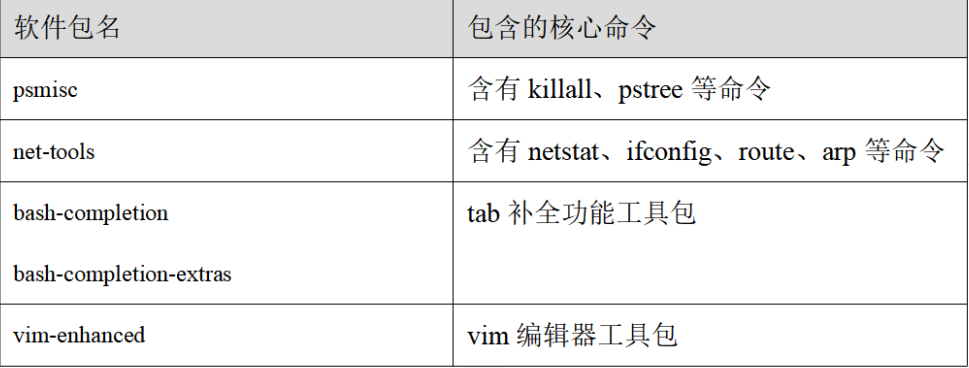 软件包名 包含的核心命令
psmisc 含有 killall、pstree 等命令
net-tools 含有 netstat、ifconfig、route、arp 等命令
bash-completion tab 补全功能工具包
bash-completion-extras
vim-enhanced vim 编辑器工具包